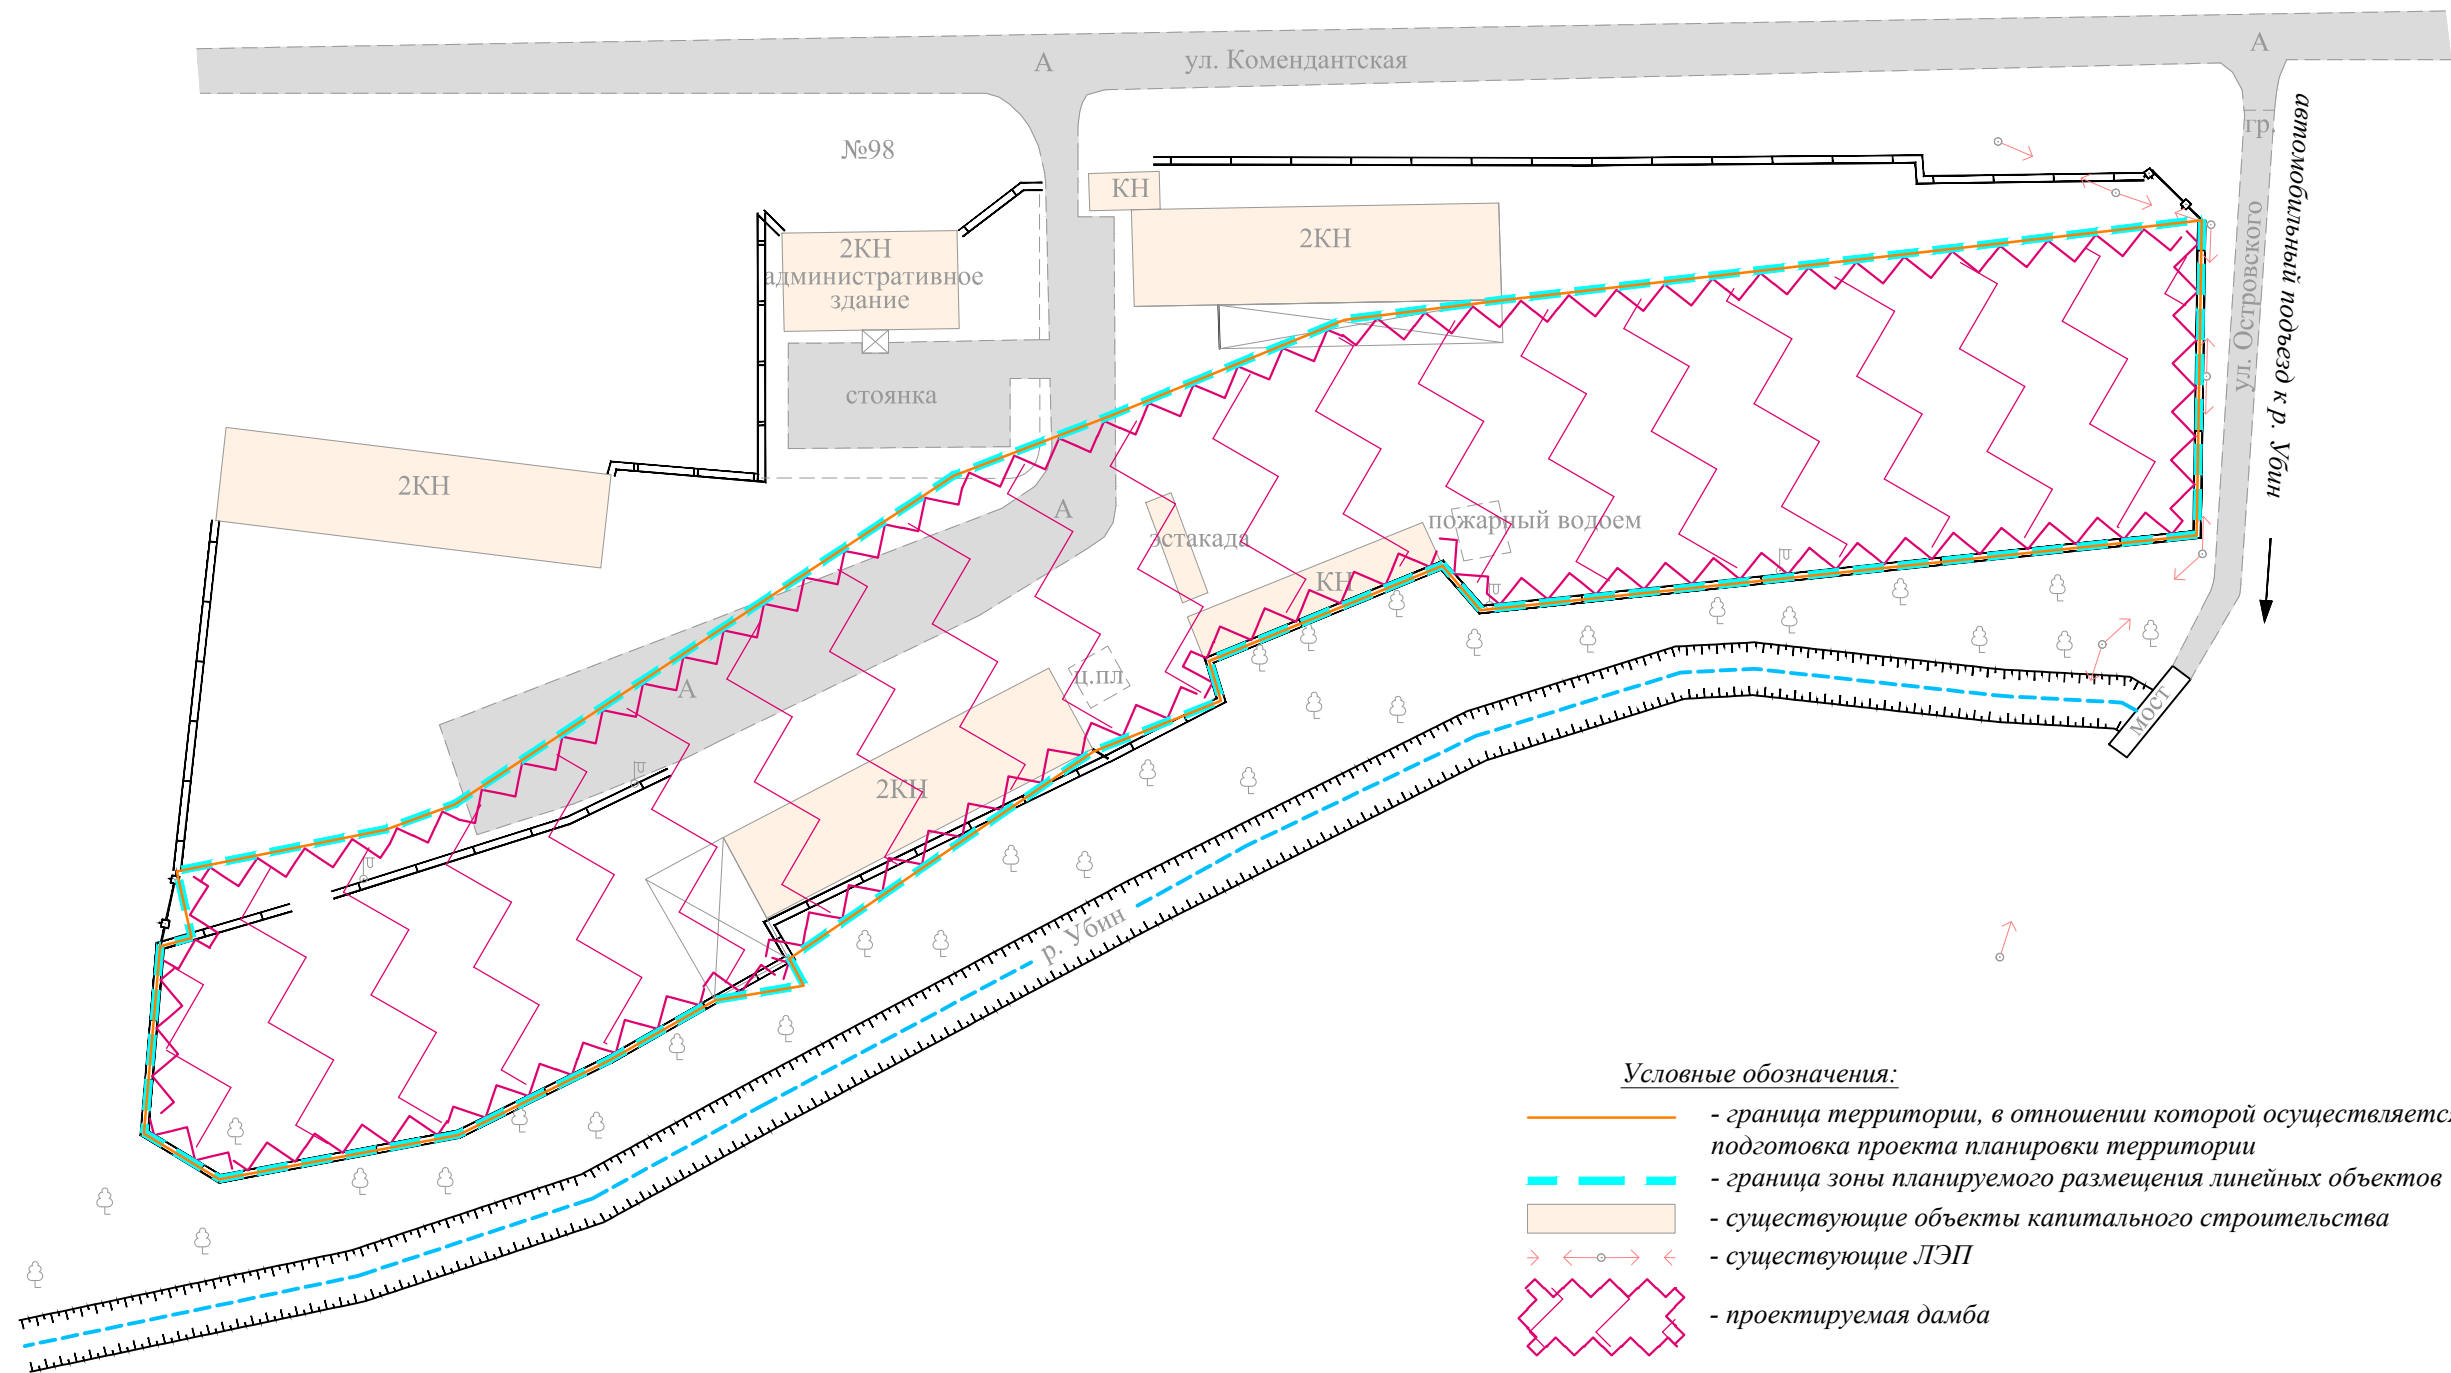 А
ул. Комендантская
А
гр.
автомобильный подъезд к р. Убин
№98
КН
2КН
2КН
административное
здание
ул. Островского
стоянка
2КН
А
пожарный водоем
эстакада
КН
ц.пл
А
мост
2КН
р. Убин
Условные обозначения:
- граница территории, в отношении которой осуществляется
подготовка проекта планировки территории
- граница зоны планируемого размещения линейных объектов
- существующие объекты капитального строительства
- существующие ЛЭП
- проектируемая дамба